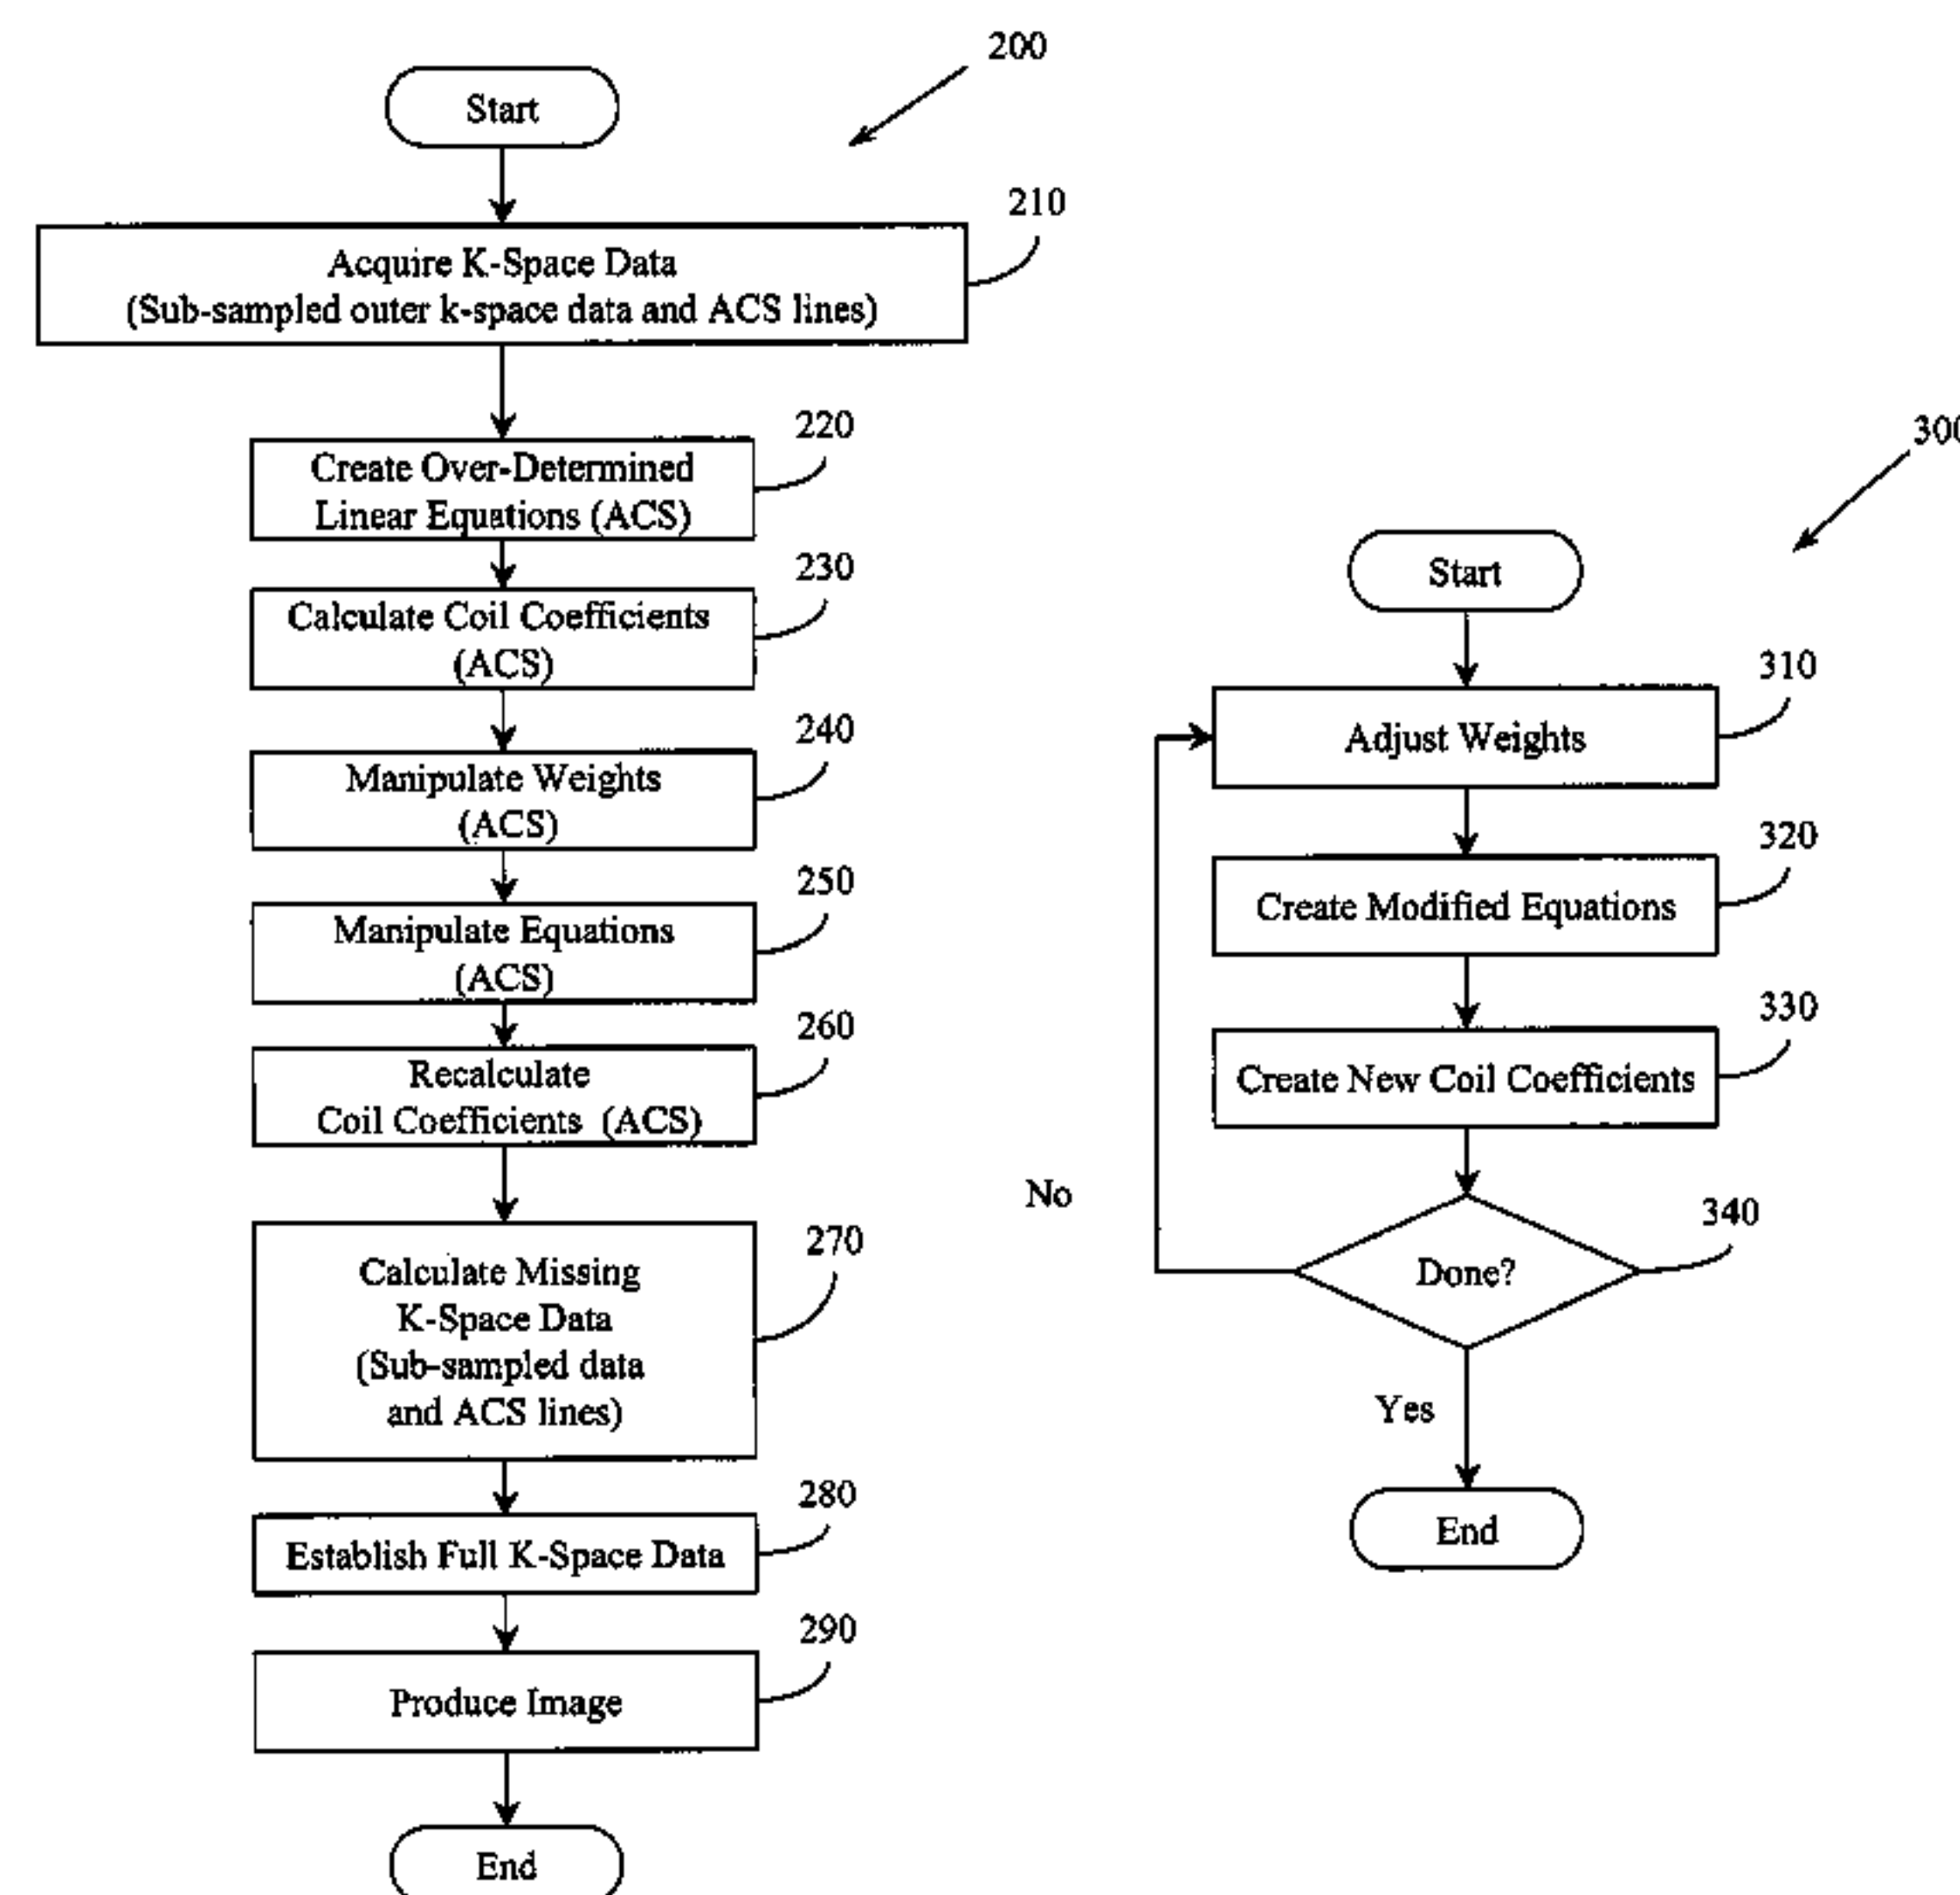 200
Start
210
Acquire K-Space Data
(Sub-sampled outer k-space data and ACS lines)
220
Create Over-Determined
Linear Equations (ACS)
230
Calculate Coil Coefficients
(ACS)
240
Manipulate Weights
(ACS)
250
Manipulate Equations
(ACS)
260
Recalculate
Coil Coefficients (ACS)
270
Calculate Missing
K-Space Data
(Sub-sampled data
and ACS lines)
280
Establish Full K-Space Data
290
Produce Image
End
300
Start
310
Adjust Weights
320
Create Modified Equations
330
Create New Coil Coefficients
No
340
Done?
Yes
End